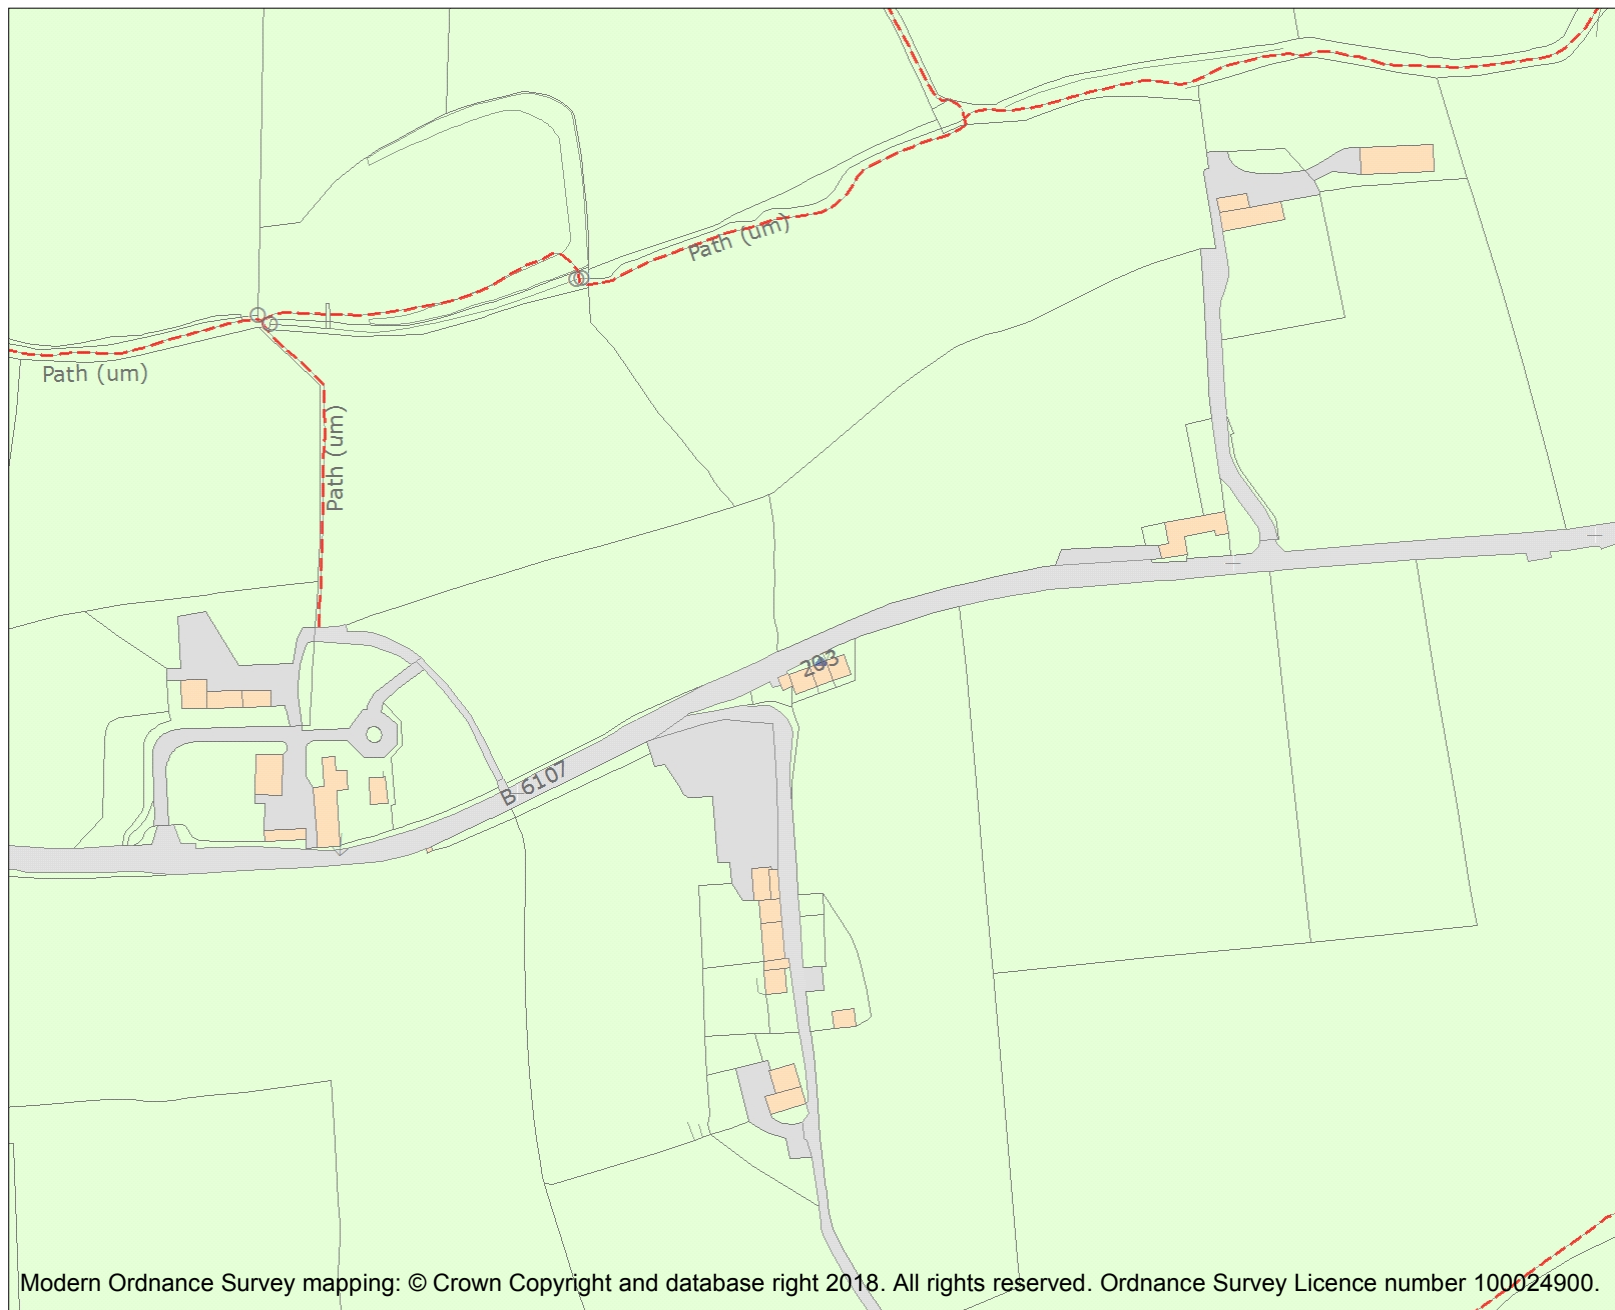 Path (um)
Path (um)
Path (um)
203
B 6107
Modern Ordnance Survey mapping: © Crown Copyright and database right 2018. All rights reserved. Ordnance Survey Licence number 100024900.